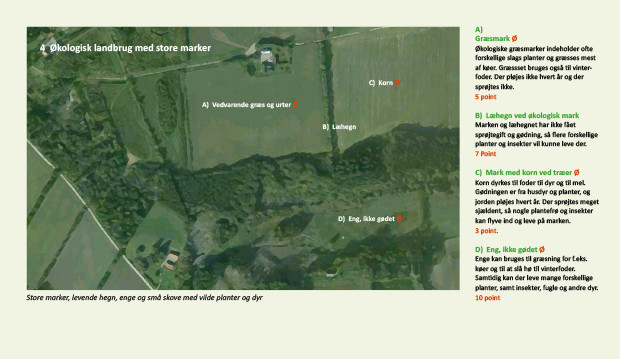 4 Økologisk landbrug med store marker
C) Korn Ø
A) Vedvarende græs og urter Ø
B) Læhegn
D) Eng, ikke gødet Ø
Store marker, levende hegn, enge og små skove med vilde planter og dyr
A)
Græsmark Ø
Økologiske græsmarker indeholder ofte
forskellige slags planter og græsses mest
af køer. Græsset bruges også til vinter-
foder. Der pløjes ikke hvert år og der
sprøjtes ikke.
5 point
B) Læhegn ved økologisk mark
Marken og læhegnet har ikke fået
sprøjtegift og gødning, så flere forskellige
planter og insekter vil kunne leve der.
7 Point
C) Mark med korn ved træer Ø
Korn dyrkes til foder til dyr og til mel.
Gødningen er fra husdyr og planter, og
jorden pløjes hvert år. Der sprøjtes meget
sjældent, så nogle plantefrø og insekter
kan flyve ind og leve på marken.
3 point.
D) Eng, ikke gødet Ø
Enge kan bruges til græsning for f.eks.
køer og til at slå hø til vinterfoder.
Samtidig kan der leve mange forskellige
planter, samt insekter, fugle og andre dyr.
10 point